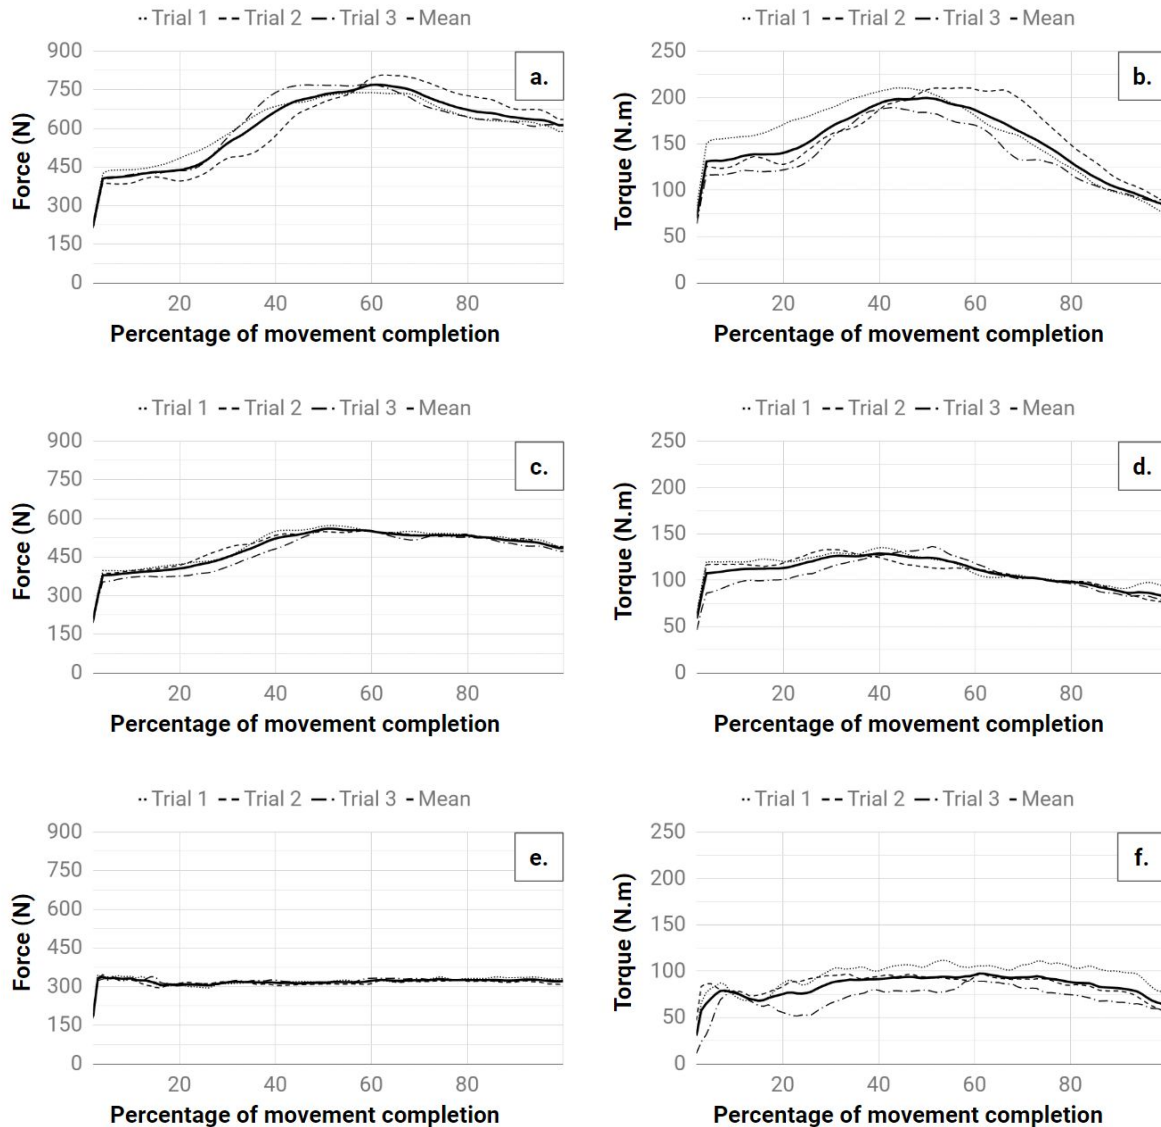 ·· Trial 1 -- Trial 2 —· Trial 3 - Mean
900
750
600
450
300
150
0
Force (N)
a.
20 40 60 80
Percentage of movement completion
·· Trial 1 -- Trial 2 —· Trial 3 - Mean
250
200
150
100
50
0
Torque (N.m)
b.
20 40 60 80
Percentage of movement completion
·· Trial 1 -- Trial 2 —· Trial 3 - Mean
900
750
600
450
300
150
0
Force (N)
c.
20 40 60 80
Percentage of movement completion
·· Trial 1 -- Trial 2 —· Trial 3 - Mean
250
200
150
100
50
0
Torque (N.m)
d.
20 40 60 80
Percentage of movement completion
·· Trial 1 -- Trial 2 —· Trial 3 - Mean
900
750
600
450
300
150
0
Force (N)
e.
20 40 60 80
Percentage of movement completion
·· Trial 1 -- Trial 2 —· Trial 3 - Mean
250
200
150
100
50
0
Torque (N.m)
f.
20 40 60 80
Percentage of movement completion